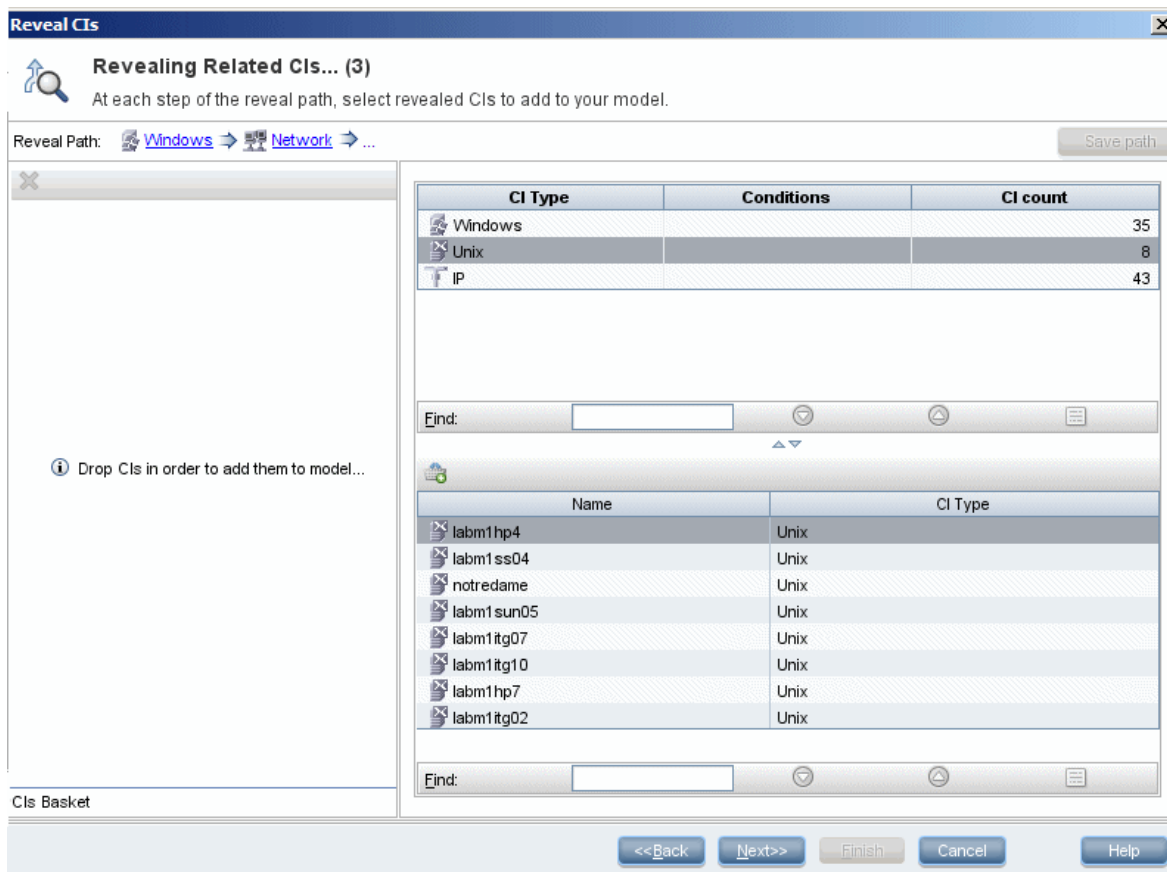 Reveal CIs
Revealing Related CIs... (3)
At each step of the reveal path, select revealed CIs to add to your model.
Reveal Path: Windows Network ...
Save path
CI Type Conditions CI count
Windows 35
Unix 8
IP 43
Find:
Drop CIs in order to add them to model...
Name CI Type
labm1hp4 Unix
labm1ss04 Unix
notredame Unix
labm1sun05 Unix
labm1itg07 Unix
labm1itg10 Unix
labm1hp7 Unix
labm1itg02 Unix
Find:
CIs Basket
<<Back Next>> Finish Cancel Help